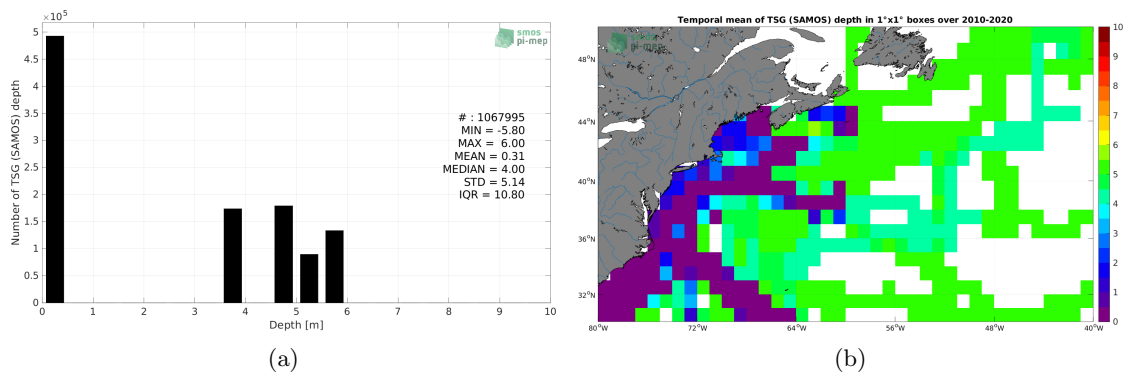 ×10⁵
5
4.5
4
3.5
3
2.5
2
1.5
1
0.5
0
Number of TSG (SAMOS) depth
smos
pi-mep
# : 1067995
MIN = -5.80
MAX = 6.00
MEAN = 0.31
MEDIAN = 4.00
STD = 5.14
IQR = 10.80
0 1 2 3 4 5 6 7 8 9 10
Depth [m]
(a)
Temporal mean of TSG (SAMOS) depth in 1°x1° boxes over 2010-2020
smos
pi-mep
48°N
44°N
40°N
36°N
32°N
80°W 72°W 64°W 56°W 48°W 40°W
10
9
8
7
6
5
4
3
2
1
0
(b)